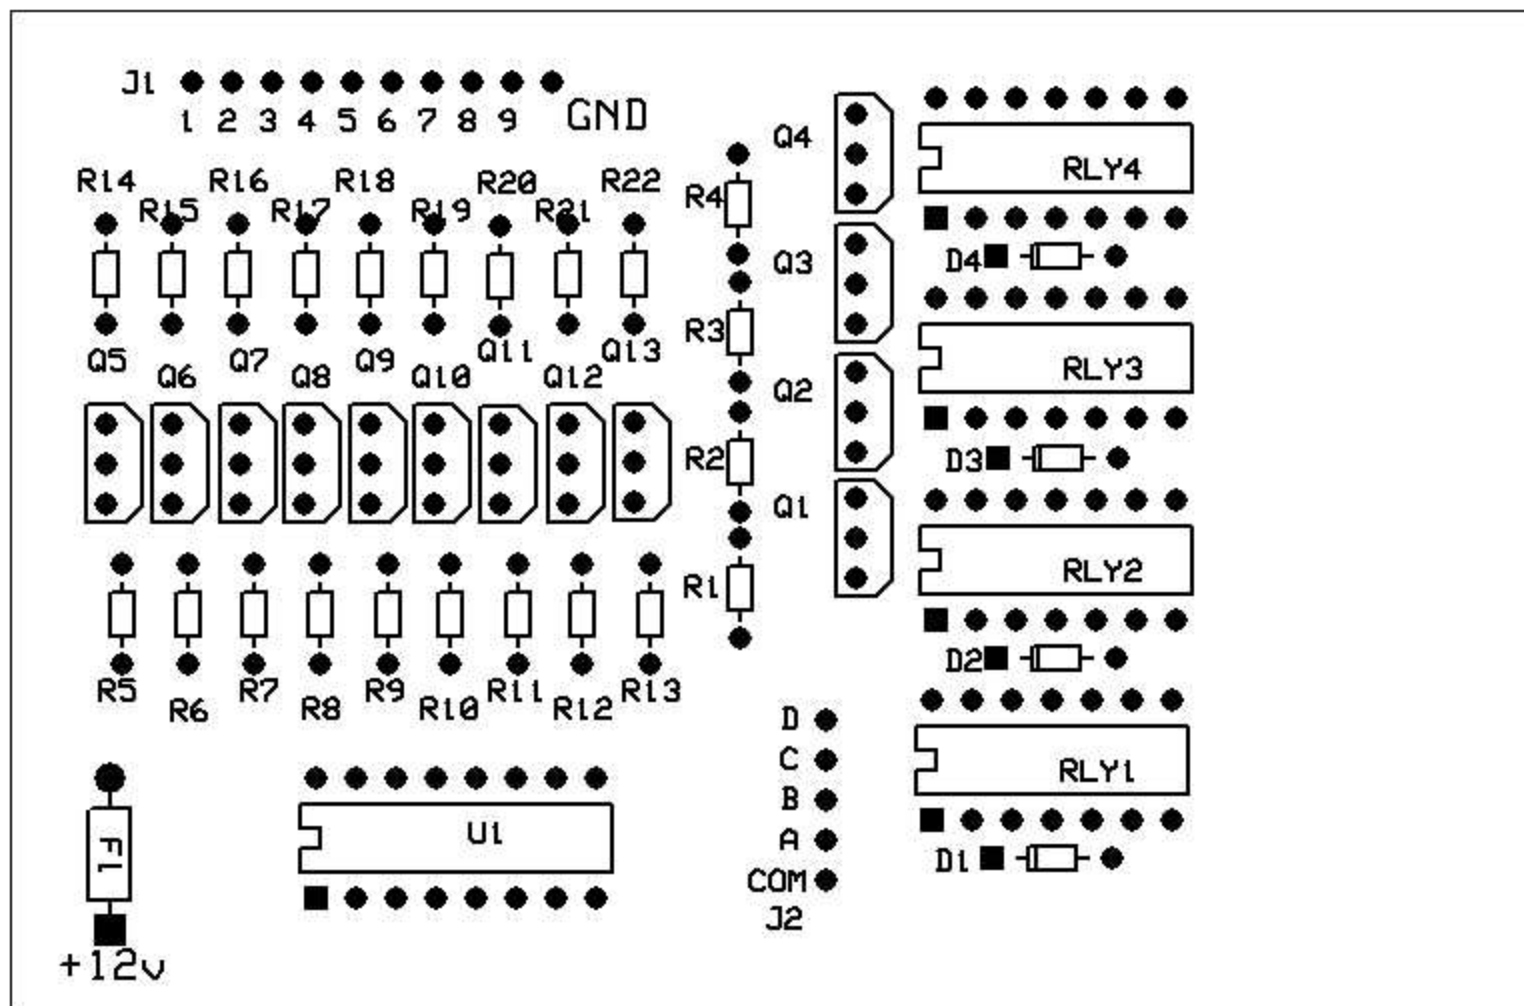 J1
1 2 3 4 5 6 7 8 9 GND
R14 R16 R18 R20 R22
R15 R17 R19 R21
Q5 Q7 Q9 Q11 Q13
Q6 Q8 Q10 Q12
R5 R7 R9 R11 R13
R6 R8 R10 R12
F1
+12v
U1
R4
R3
R2
R1
Q4
Q3
Q2
Q1
D
C
B
A
COM
J2
RLY4
D4
RLY3
D3
RLY2
D2
RLY1
D1